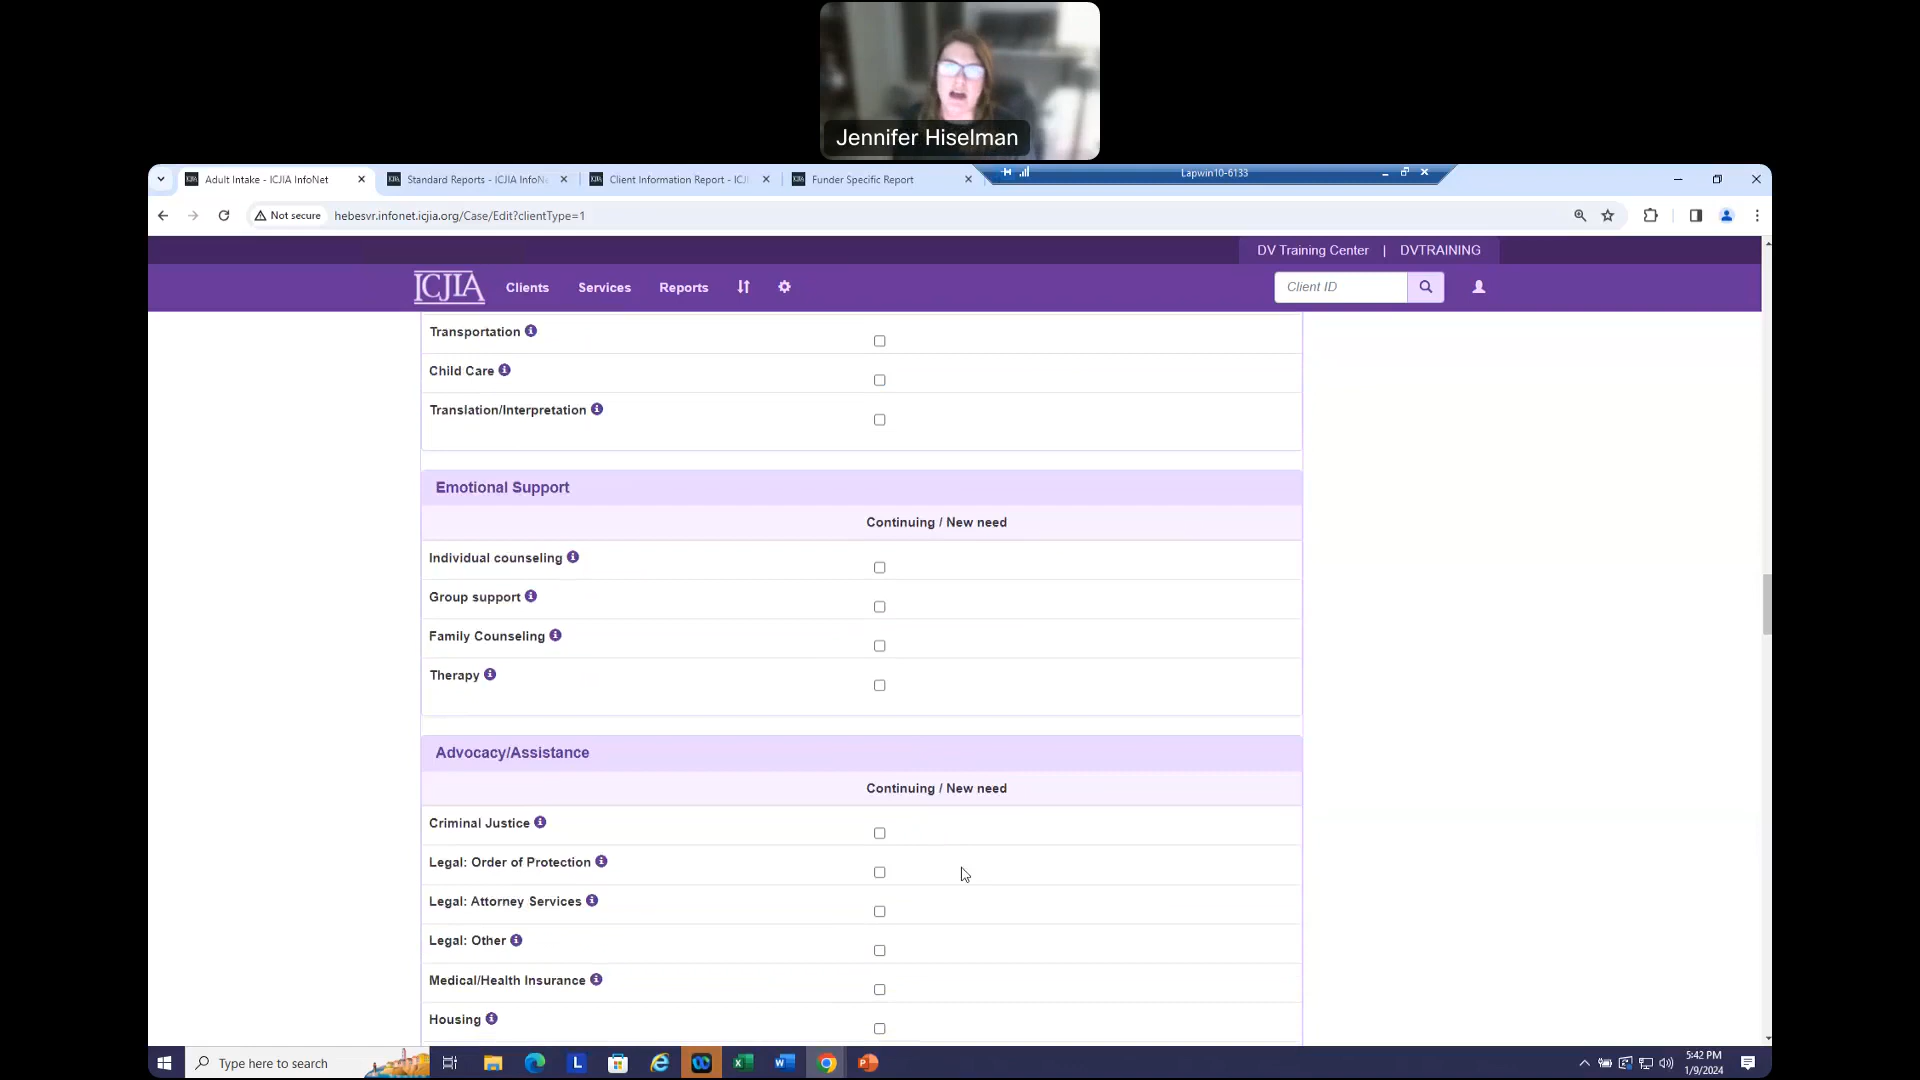 Jennifer Hiselman
Adult Intake - ICJIA InfoNet
Standard Reports - ICJIA InfoN
Client Information Report - ICJI
Funder Specific Report
Lapwin10-6133
Not secure
hebesvr.infonet.icjia.org/Case/Edit?clientType=1
DV Training Center | DVTRAINING
ICJIA
Clients
Services
Reports
Client ID
Transportation
Child Care
Translation/Interpretation
Emotional Support
Continuing / New need
Individual counseling
Group support
Family Counseling
Therapy
Advocacy/Assistance
Continuing / New need
Criminal Justice
Legal: Order of Protection
Legal: Attorney Services
Legal: Other
Medical/Health Insurance
Housing
Type here to search
5:42 PM
1/9/2024